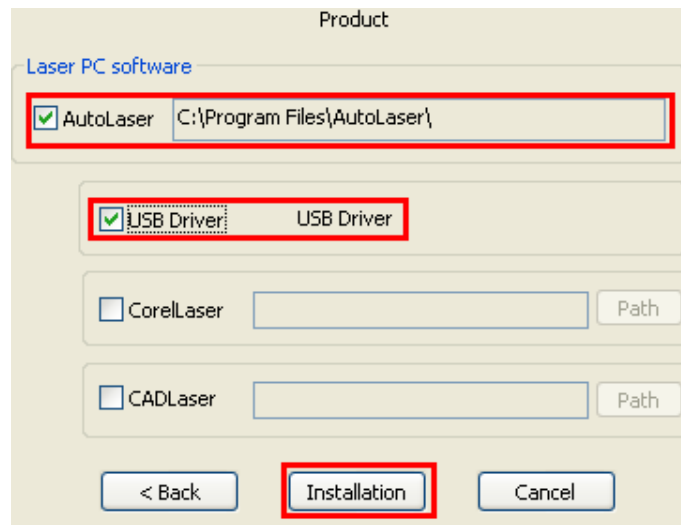 Product
Laser PC software
AutoLaser C:\Program Files\AutoLaser\
USB Driver USB Driver
CorelLaser Path
CADLaser Path
< Back Installation Cancel